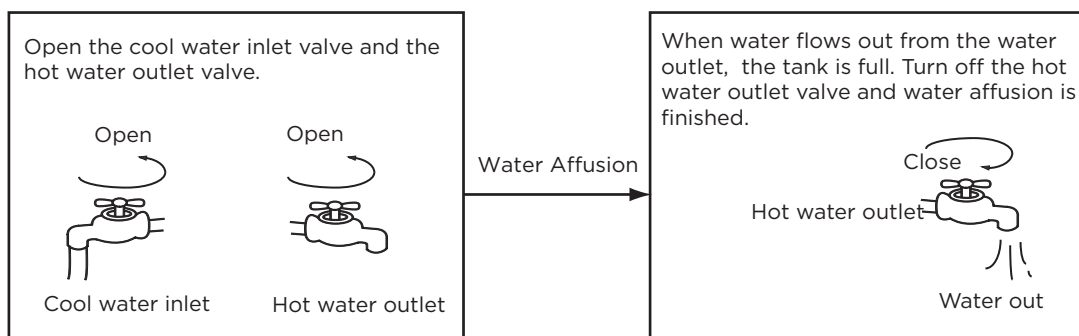 Open the cool water inlet valve and the
hot water outlet valve.
Open
Open
Cool water inlet
Hot water outlet
Water Affusion
When water flows out from the water
outlet,  the tank is full. Turn off the hot
water outlet valve and water affusion is
finished.
Close
Hot water outlet
Water out